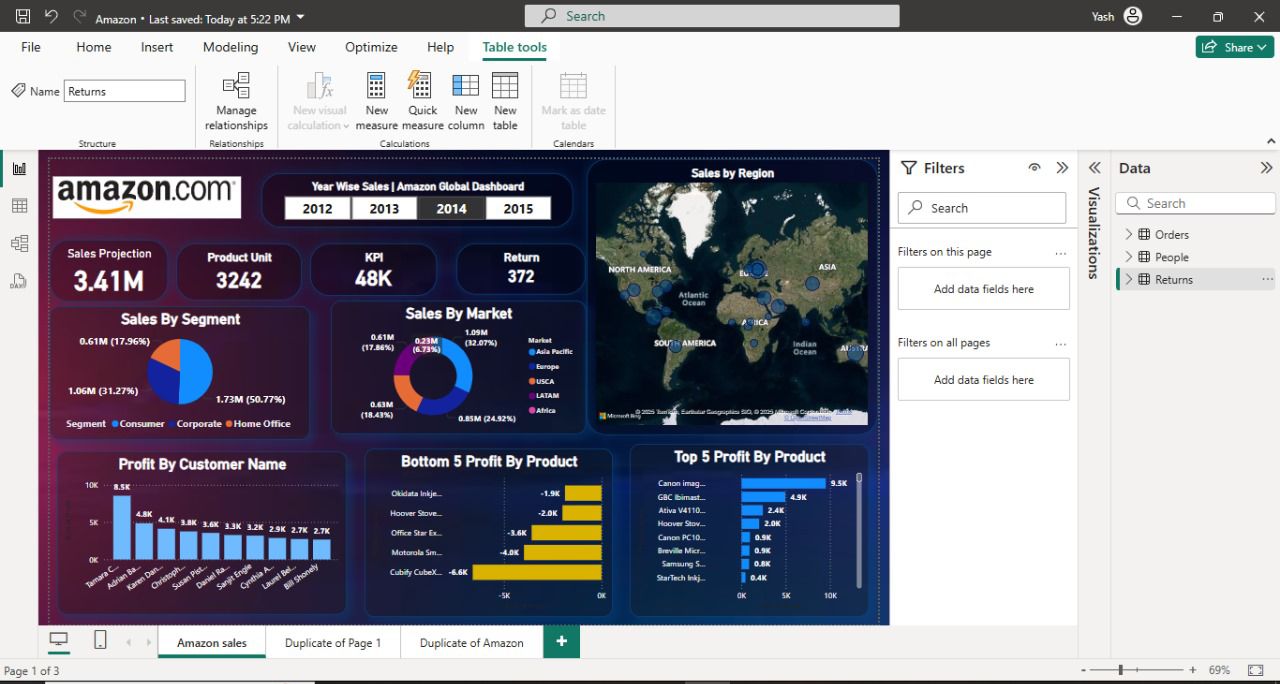 Amazon • Last saved: Today at 5:22 PM
Search
Yash
File Home Insert Modeling View Optimize Help Table tools
Share
Name Returns
Manage relationships
New visual calculation
New measure
Quick measure
New column
New table
Mark as date table
Structure Relationships Calculations Calendars
amazon.com
Year Wise Sales | Amazon Global Dashboard
2012 2013 2014 2015
Sales Projection
3.41M
Product Unit
3242
KPI
48K
Return
372
Sales By Segment
0.61M (17.96%)
1.06M (31.27%)
1.73M (50.77%)
Segment Consumer Corporate Home Office
Sales By Market
0.61M
(17.86%)
0.23M
(6.73%)
1.09M
(32.07%)
0.63M
(18.43%)
0.85M (24.92%)
Market
Asia Pacific
Europe
USCA
LATAM
Africa
Sales by Region
NORTH AMERICA
ASIA
Atlantic
Ocean
AFRICA
SOUTH AMERICA
Indian
Ocean
Microsoft Bing
Profit By Customer Name
10K
5K
0K
8.5K 4.8K 4.1K 3.8K 3.6K 3.3K 3.2K 2.9K 2.7K 2.7K
Tamara C... Adrian Ba... Karen Dan... Christoph... Susan Pist... Daniel Ra... Sanjit Engle Cynthia A... Laurel Bel... Bill Shonely
Bottom 5 Profit By Product
Okidata Inkje... -1.9K
Hoover Stove... -2.0K
Office Star Ex... -3.6K
Motorola Sm... -4.0K
Cubify CubeX... -6.6K
-5K 0K
Top 5 Profit By Product
Canon imag... 9.5K
GBC Ibimast... 4.9K
Ativa V4110... 2.4K
Hoover Stov... 2.0K
Canon PC10... 0.9K
Breville Micr... 0.9K
Samsung S... 0.8K
StarTech Inkj... 0.4K
0K 5K 10K
Filters
Search
Filters on this page ...
Add data fields here
Filters on all pages ...
Add data fields here
Visualizations
Data
Search
Orders
People
Returns ...
Amazon sales Duplicate of Page 1 Duplicate of Amazon +
Page 1 of 3
- + 69%